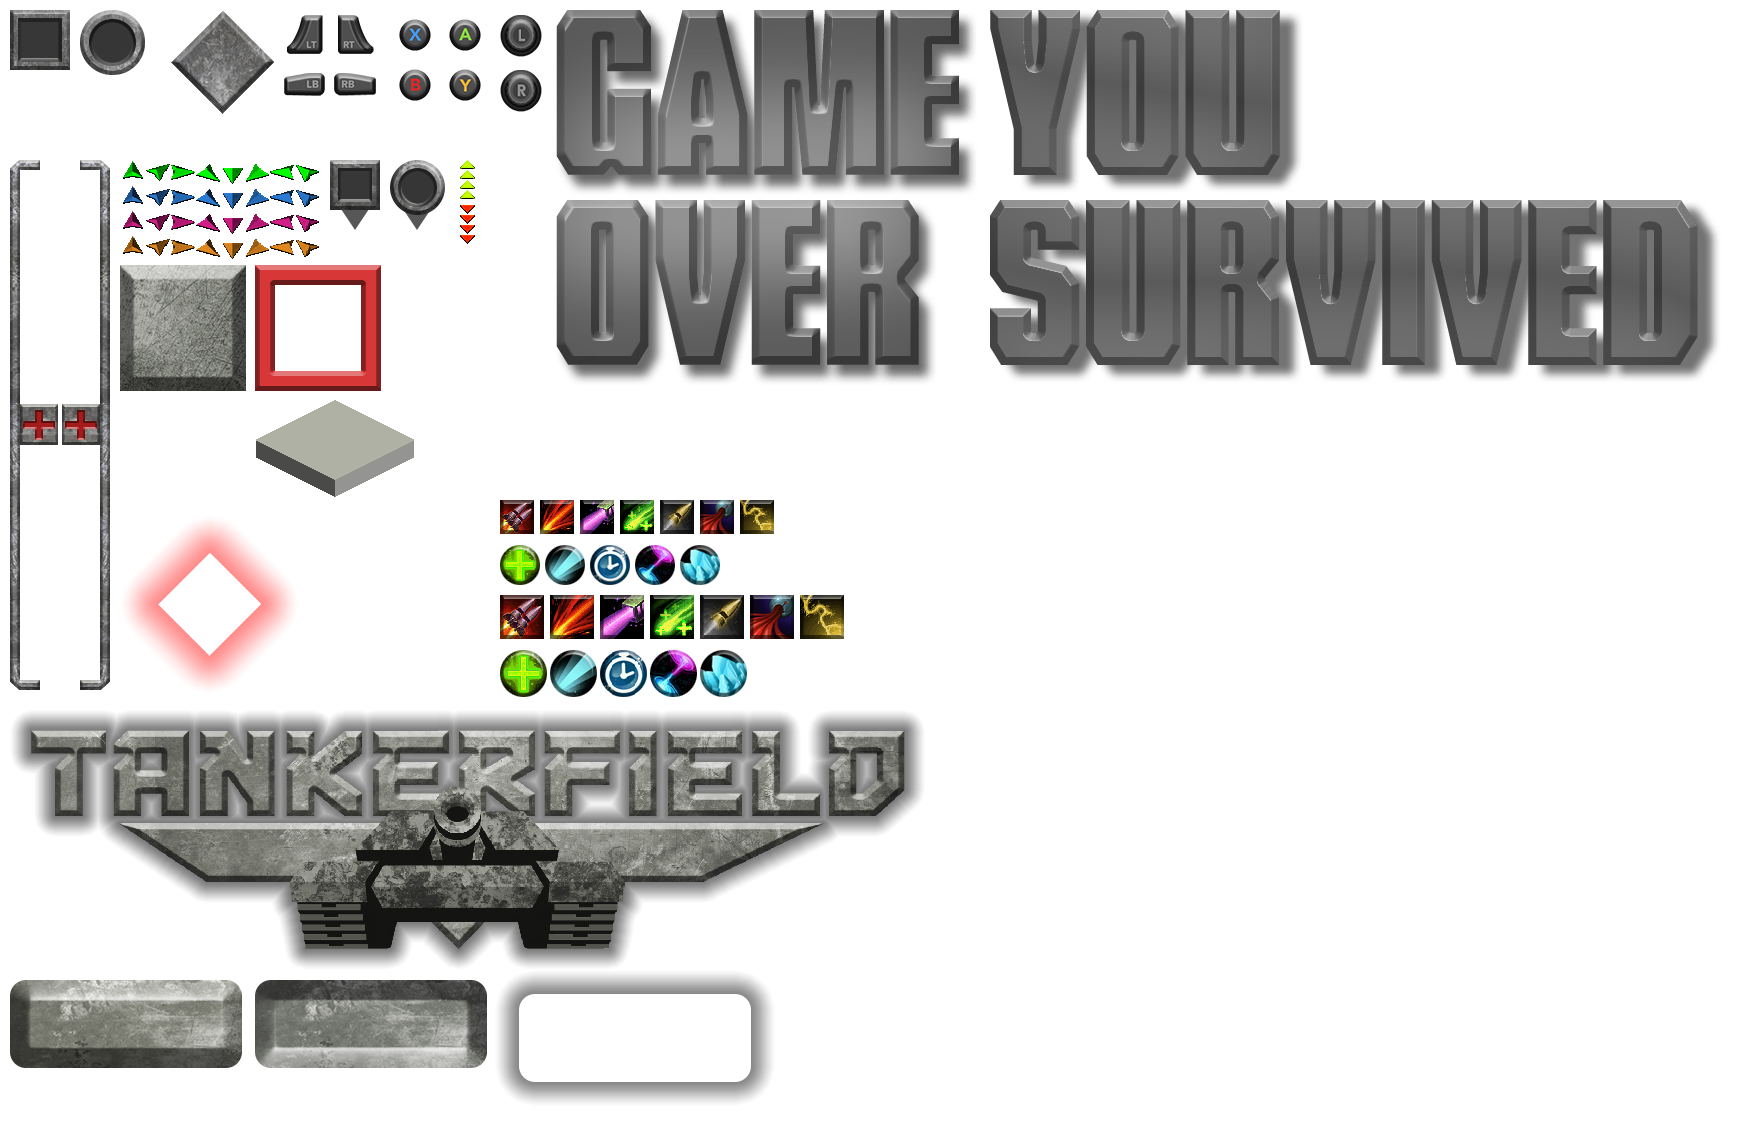 LT RT X A L
LB RB B Y R
GAME
OVER
YOU
SURVIVED
TANKERFIELD